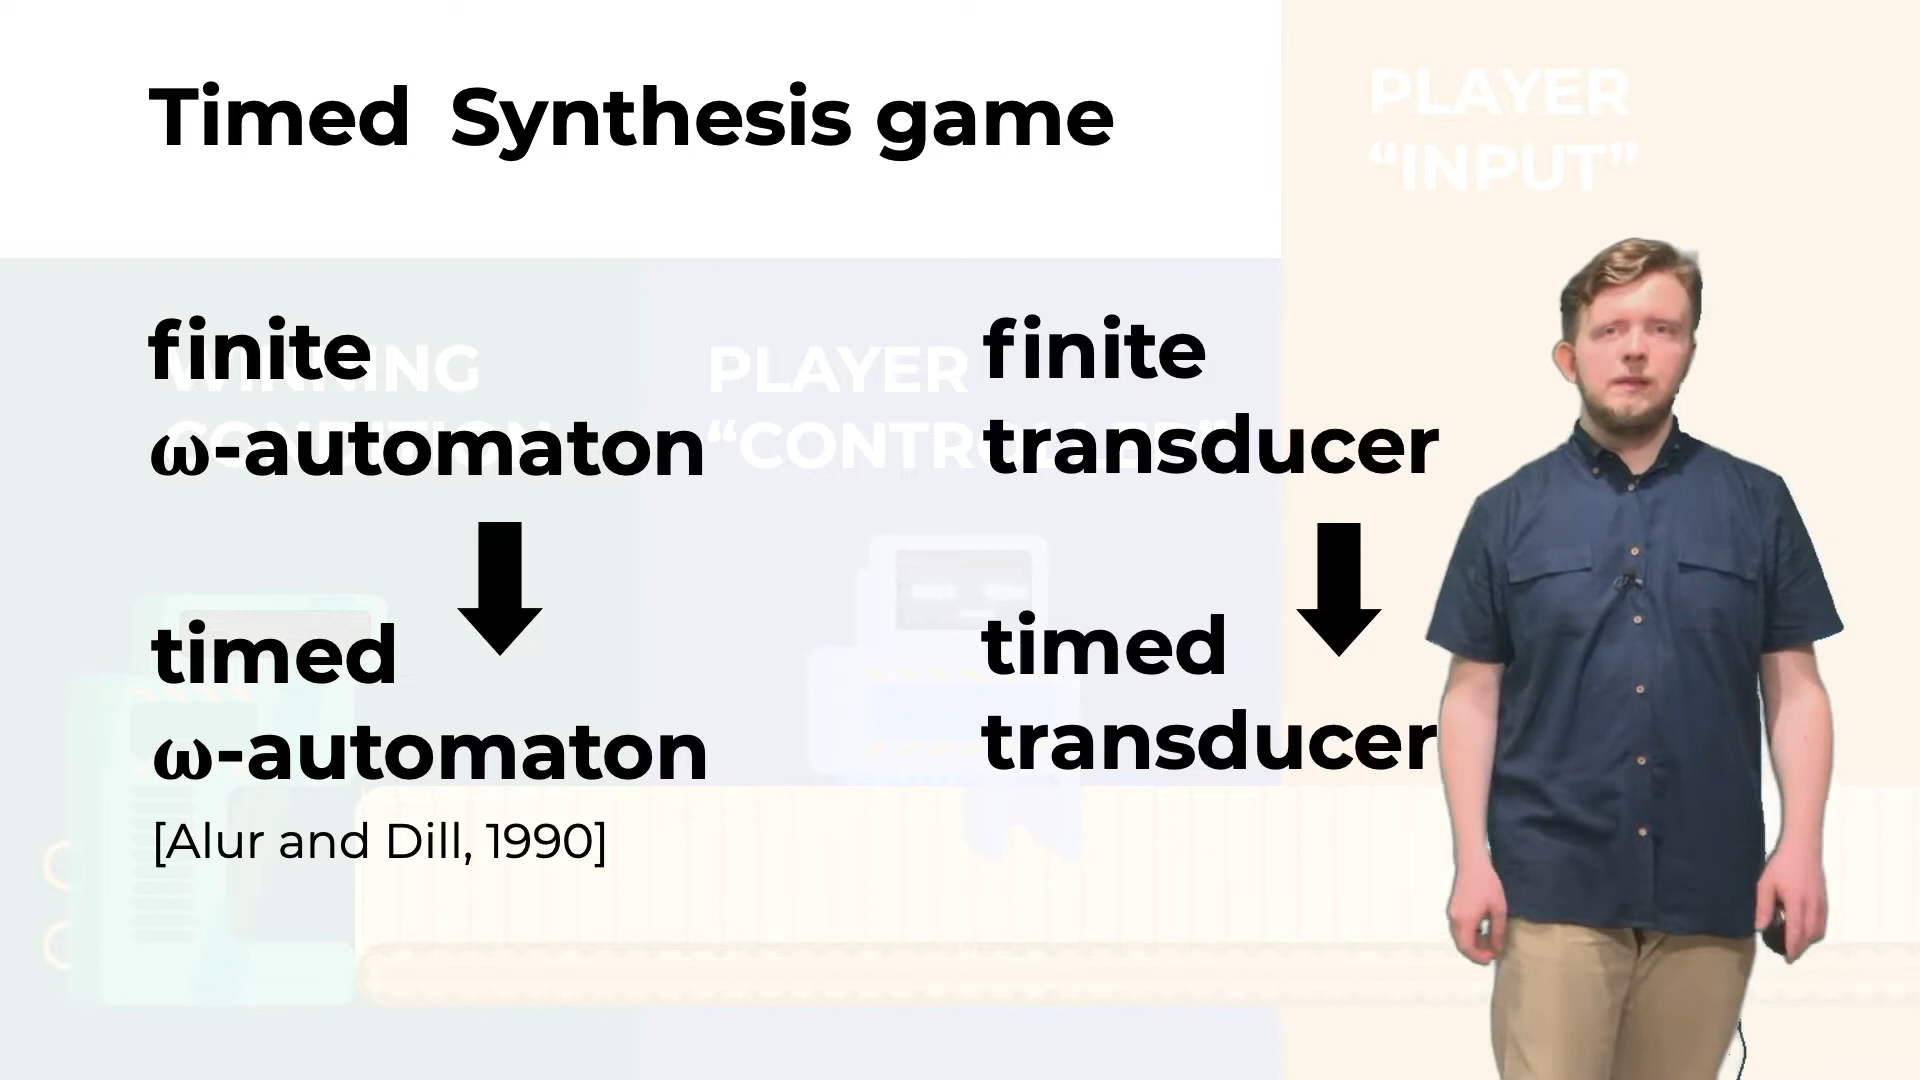 Timed Synthesis game
PLAYER
“INPUT”
finite
ω-automaton
timed
ω-automaton
[Alur and Dill, 1990]
finite
transducer
timed
transducer
PLAYER